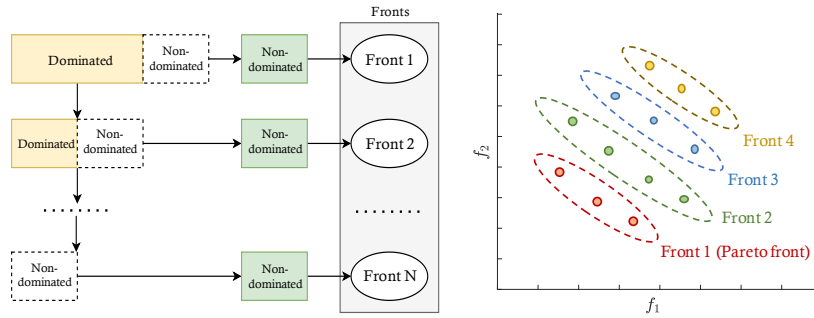 Fronts
Dominated
Non-
dominated
Non-
dominated
Front 1
Dominated
Non-
dominated
Non-
dominated
Front 2
Non-
dominated
Non-
dominated
Front N
f2
f1
Front 4
Front 3
Front 2
Front 1 (Pareto front)